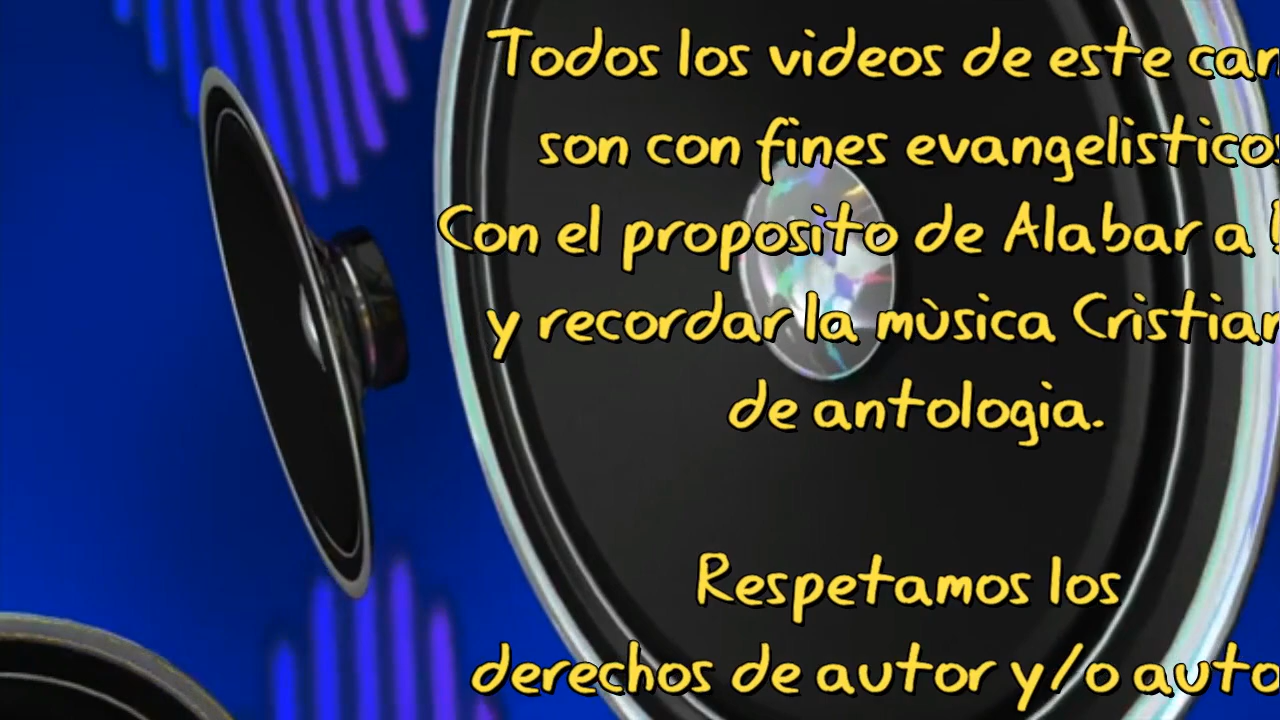 Todos los videos de este can
son con fines evangelisticos
Con el proposito de Alabar a
y recordar la mùsica Cristian
de antologia.
Respetamos los
derechos de autor y/o auto